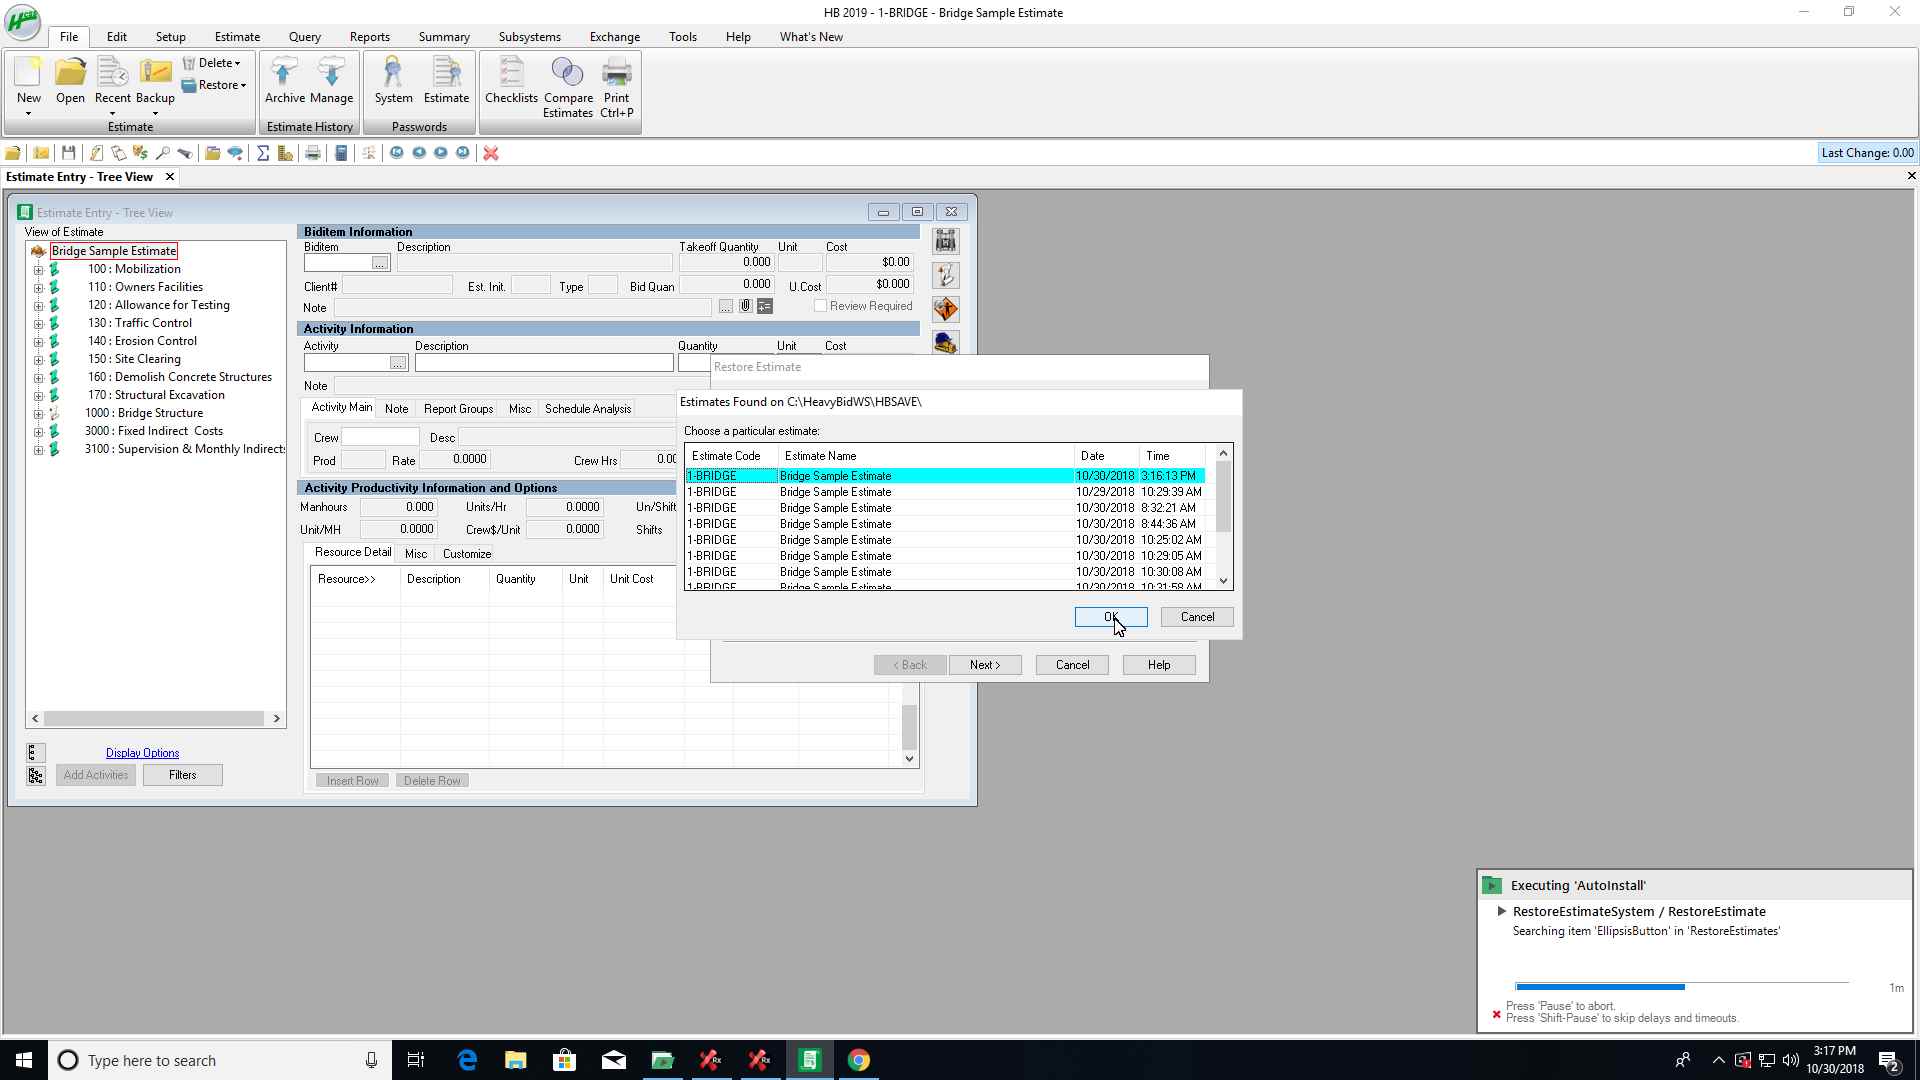 HB 2019 - 1-BRIDGE - Bridge Sample Estimate
File Edit Setup Estimate Query Reports Summary Subsystems Exchange Tools Help What's New
New Open Recent Backup Delete Restore
Archive Manage System Estimate Checklists Compare Estimates Print Ctrl+P
Estimate Estimate History Passwords
Last Change: 0.00
Estimate Entry - Tree View
Estimate Entry - Tree View
View of Estimate
Bridge Sample Estimate
100 : Mobilization
110 : Owners Facilities
120 : Allowance for Testing
130 : Traffic Control
140 : Erosion Control
150 : Site Clearing
160 : Demolish Concrete Structures
170 : Structural Excavation
1000 : Bridge Structure
3000 : Fixed Indirect Costs
3100 : Supervision & Monthly Indirects
Display Options
Add Activities Filters
Biditem Information
Biditem Description Takeoff Quantity Unit Cost
... 0.000 $0.00
Client# Est. Init. Type Bid Quan 0.000 U.Cost $0.000
Note ... Review Required
Activity Information
Activity Description Quantity Unit Cost
...
Note
Activity Main Note Report Groups Misc Schedule Analysis
Crew Desc
Prod Rate 0.0000 Crew Hrs 0.00
Activity Productivity Information and Options
Manhours 0.000 Units/Hr 0.0000 Un/Shift
Unit/MH 0.0000 Crew$/Unit 0.0000 Shifts
Resource Detail Misc Customize
Resource>> Description Quantity Unit Unit Cost
Insert Row Delete Row
Restore Estimate
Estimates Found on C:\HeavyBidWS\HBSAVE\
Choose a particular estimate:
Estimate Code Estimate Name Date Time
1-BRIDGE Bridge Sample Estimate 10/30/2018 3:16:13 PM
1-BRIDGE Bridge Sample Estimate 10/29/2018 10:29:39 AM
1-BRIDGE Bridge Sample Estimate 10/30/2018 8:32:21 AM
1-BRIDGE Bridge Sample Estimate 10/30/2018 8:44:36 AM
1-BRIDGE Bridge Sample Estimate 10/30/2018 10:25:02 AM
1-BRIDGE Bridge Sample Estimate 10/30/2018 10:29:05 AM
1-BRIDGE Bridge Sample Estimate 10/30/2018 10:30:08 AM
1-BRIDGE Bridge Sample Estimate 10/30/2018 10:31:58 AM
OK Cancel
< Back Next > Cancel Help
Executing 'AutoInstall'
RestoreEstimateSystem / RestoreEstimate
Searching item 'EllipsisButton' in 'RestoreEstimates'
1m
Press 'Pause' to abort.
Press 'Shift-Pause' to skip delays and timeouts.
Type here to search
3:17 PM
10/30/2018
2